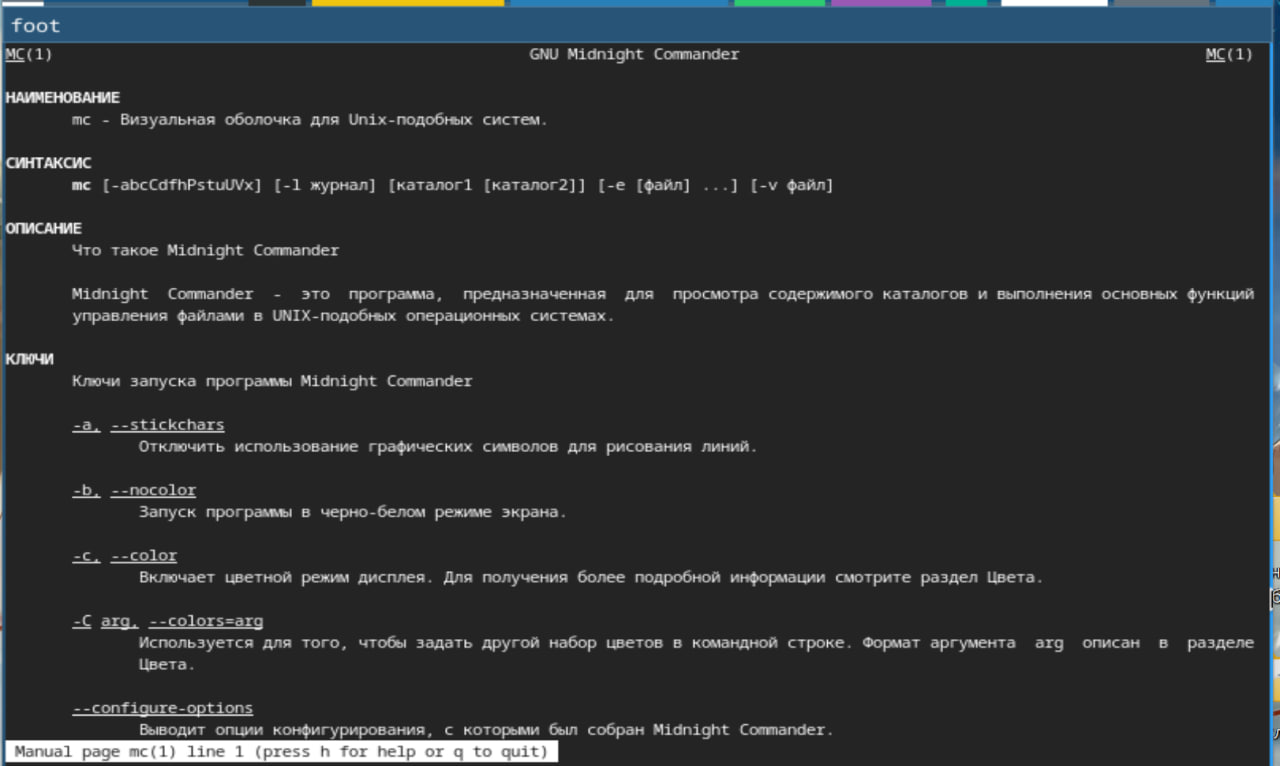 foot
MC(1) GNU Midnight Commander MC(1)
НАИМЕНОВАНИЕ
mc - Визуальная оболочка для Unix-подобных систем.
СИНТАКСИС
mc [-abcCdfhPstuUVx] [-l журнал] [каталог1 [каталог2]] [-e [файл] ...] [-v файл]
ОПИСАНИЕ
Что такое Midnight Commander
Midnight Commander - это программа, предназначенная для просмотра содержимого каталогов и выполнения основных функций
управления файлами в UNIX-подобных операционных системах.
КЛЮЧИ
Ключи запуска программы Midnight Commander
-a, --stickchars
Отключить использование графических символов для рисования линий.
-b, --nocolor
Запуск программы в черно-белом режиме экрана.
-c, --color
Включает цветной режим дисплея. Для получения более подробной информации смотрите раздел Цвета.
-C arg, --colors=arg
Используется для того, чтобы задать другой набор цветов в командной строке. Формат аргумента arg описан в разделе
Цвета.
--configure-options
Выводит опции конфигурирования, с которыми был собран Midnight Commander.
Manual page mc(1) line 1 (press h for help or q to quit)